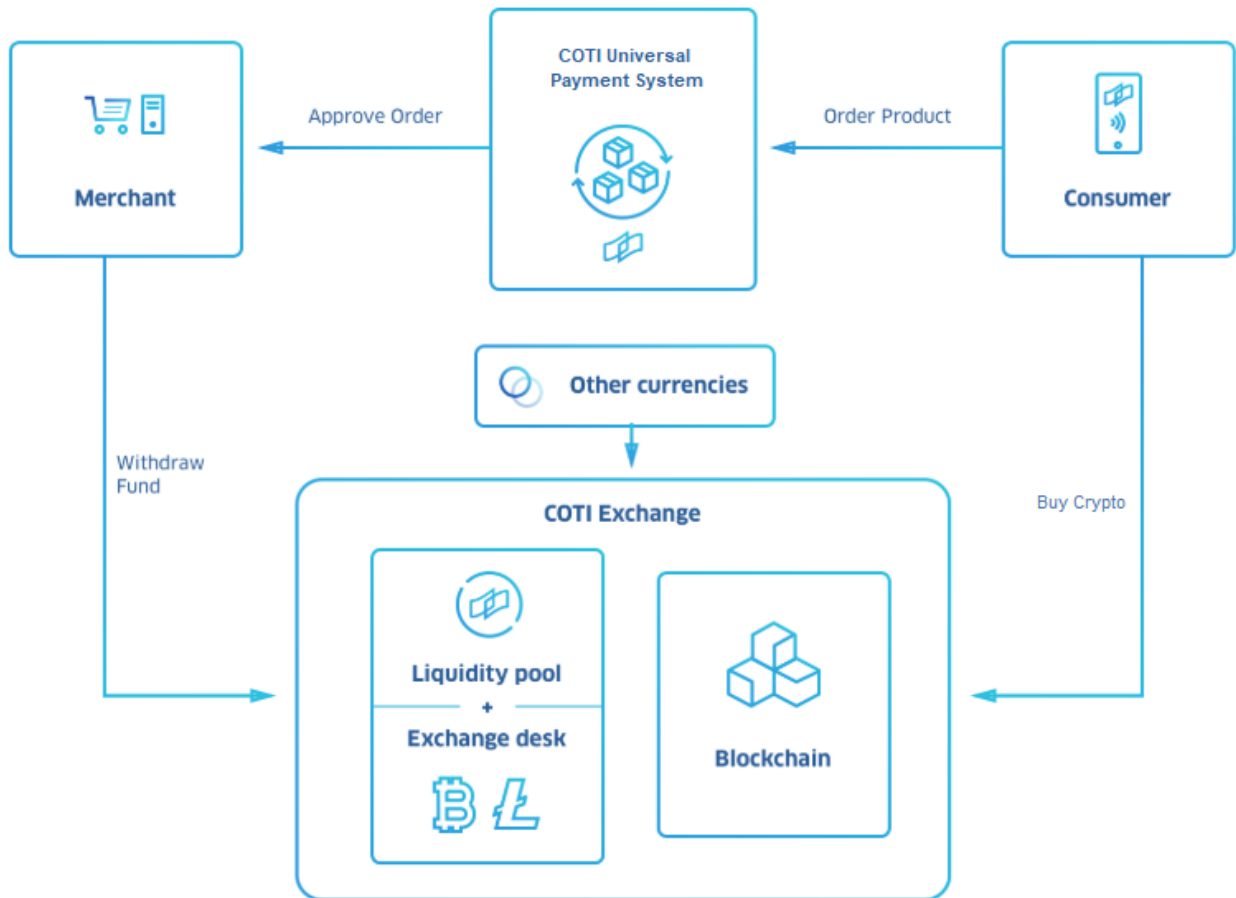 COTI Universal
Payment System
Approve Order
Order Product
Merchant
Consumer
Other currencies
Withdraw
Fund
Buy Crypto
COTI Exchange
Liquidity pool
+
Exchange desk
Blockchain